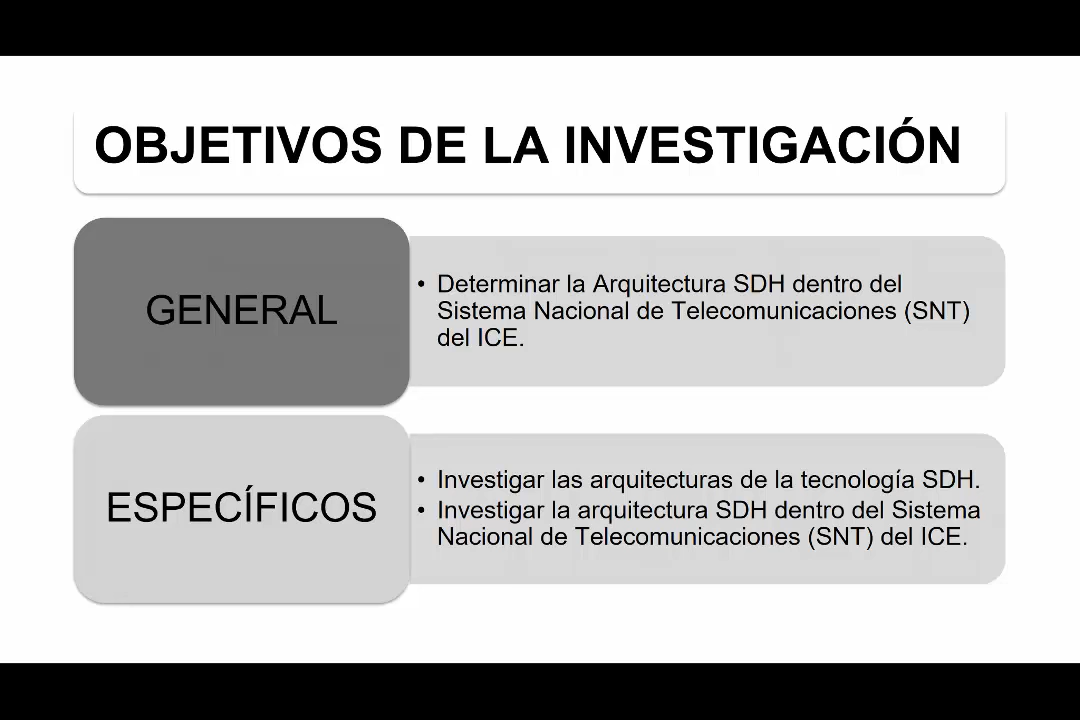 OBJETIVOS DE LA INVESTIGACIÓN
GENERAL
• Determinar la Arquitectura SDH dentro del
Sistema Nacional de Telecomunicaciones (SNT)
del ICE.
ESPECÍFICOS
• Investigar las arquitecturas de la tecnología SDH.
• Investigar la arquitectura SDH dentro del Sistema
Nacional de Telecomunicaciones (SNT) del ICE.